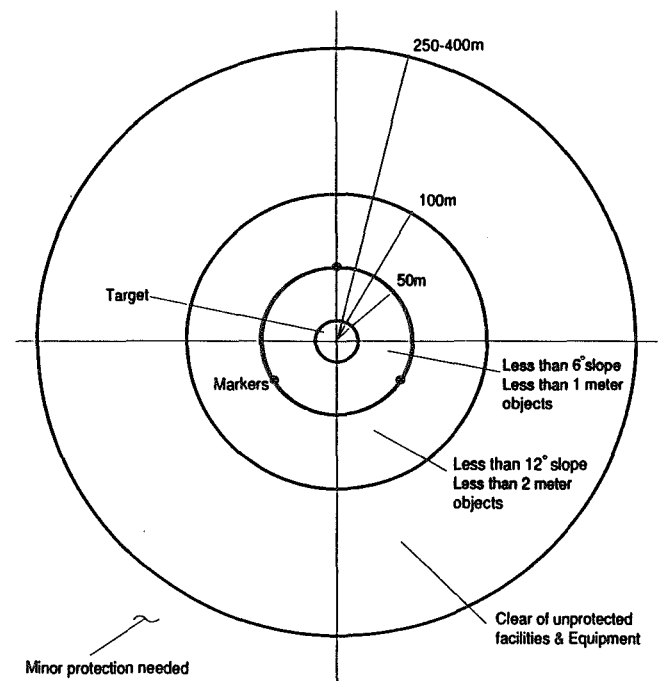 250-400m
100m
50m
Target
Markers
Less than 6° slope
Less than 1 meter
objects
Less than 12° slope
Less than 2 meter
objects
Clear of unprotected
facilities & Equipment
Minor protection needed